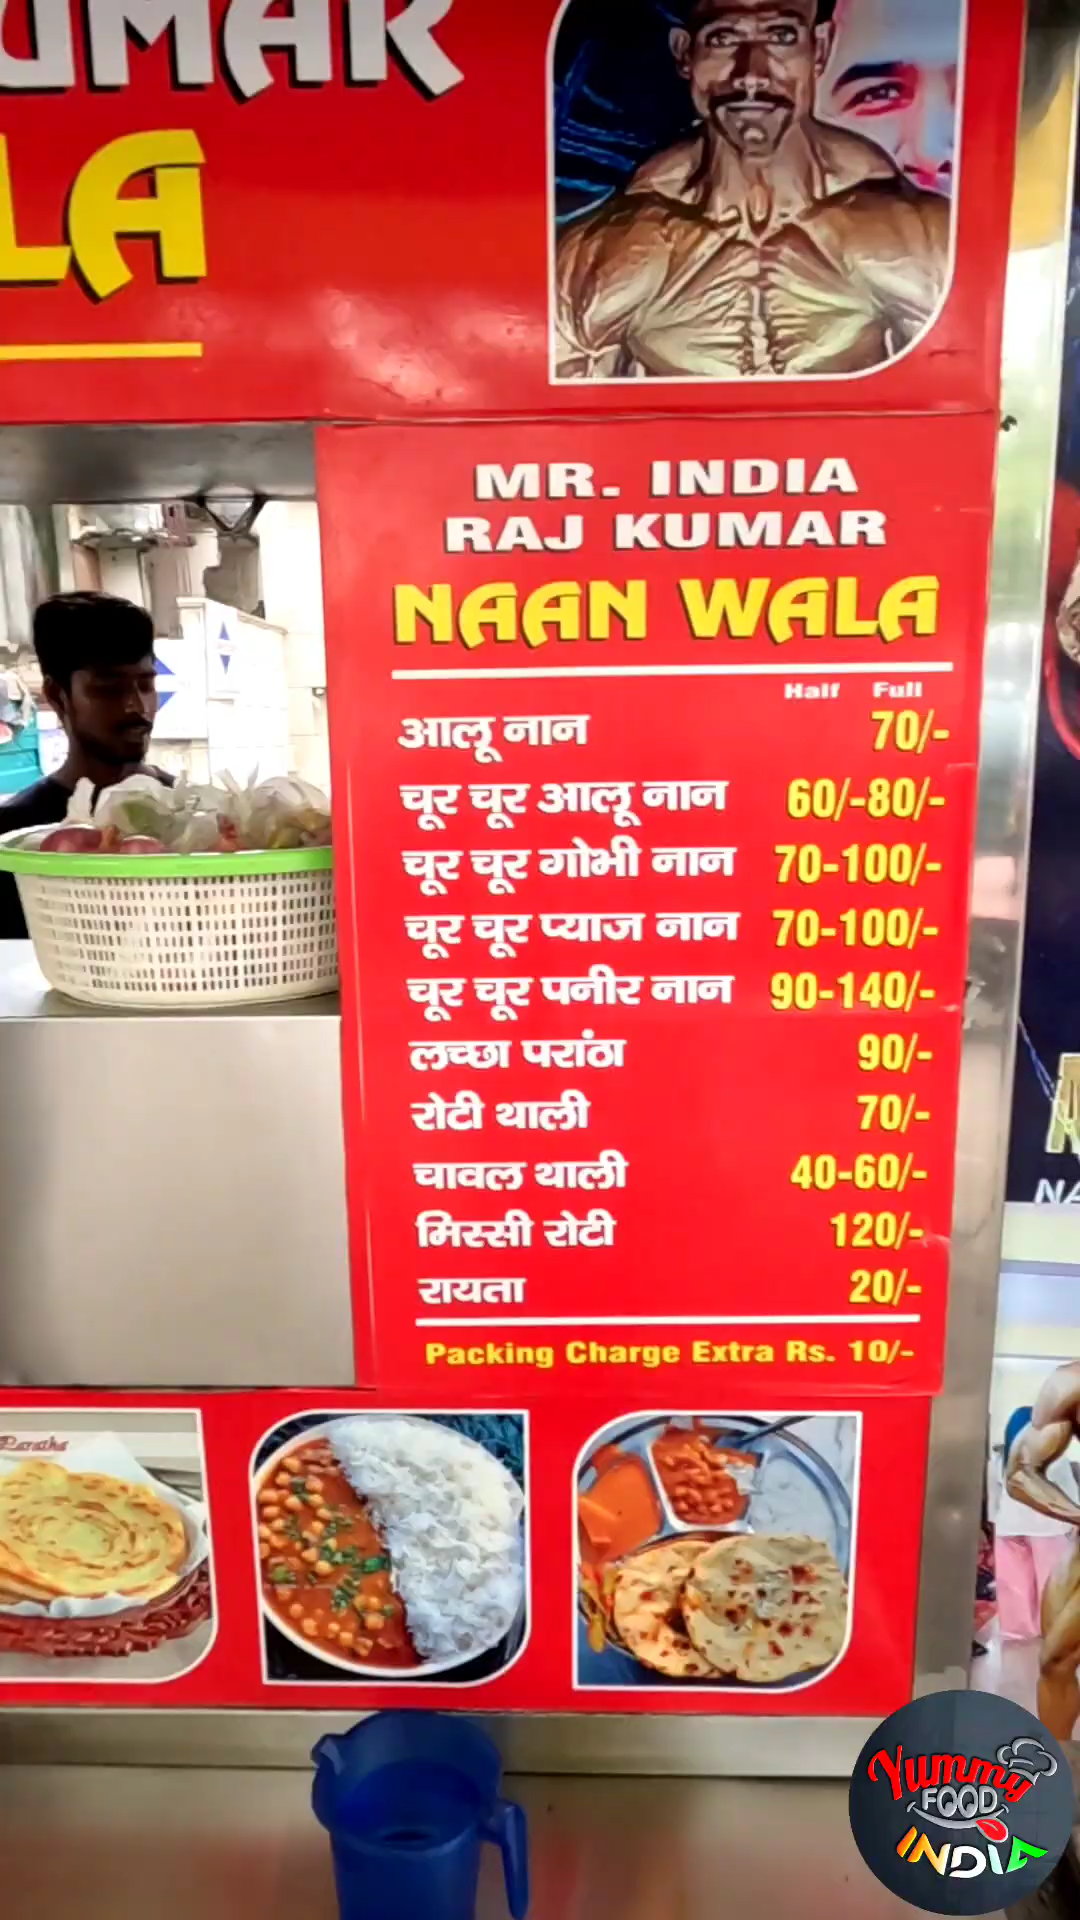 UMAR
LA
MR. INDIA
RAJ KUMAR
NAAN WALA
Half Full
आलू नान 70/-
चूर चूर आलू नान 60/-80/-
चूर चूर गोभी नान 70-100/-
चूर चूर प्याज नान 70-100/-
चूर चूर पनीर नान 90-140/-
लच्छा परांठा 90/-
रोटी थाली 70/-
चावल थाली 40-60/-
मिस्सी रोटी 120/-
रायता 20/-
Packing Charge Extra Rs. 10/-
Paratha
NA
Yummy
FOOD
INDIA